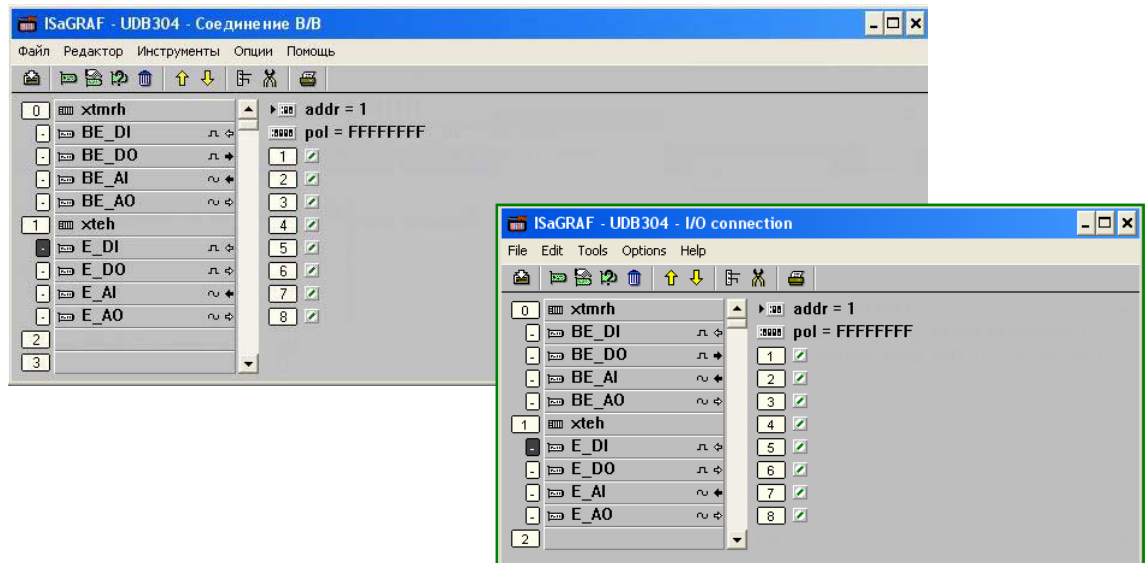 ISaGRAF - UDB304 - Соединение В/В
Файл Редактор Инструменты Опции Помощь
0 xtmrh
- BE_DI
- BE_DO
- BE_AI
- BE_AO
1 xteh
- E_DI
- E_DO
- E_AI
- E_AO
2
3
addr = 1
pol = FFFFFFFF
1
2
3
4
5
6
7
8
ISaGRAF - UDB304 - I/O connection
File Edit Tools Options Help
0 xtmrh
- BE_DI
- BE_DO
- BE_AI
- BE_AO
1 xteh
- E_DI
- E_DO
- E_AI
- E_AO
2
addr = 1
pol = FFFFFFFF
1
2
3
4
5
6
7
8